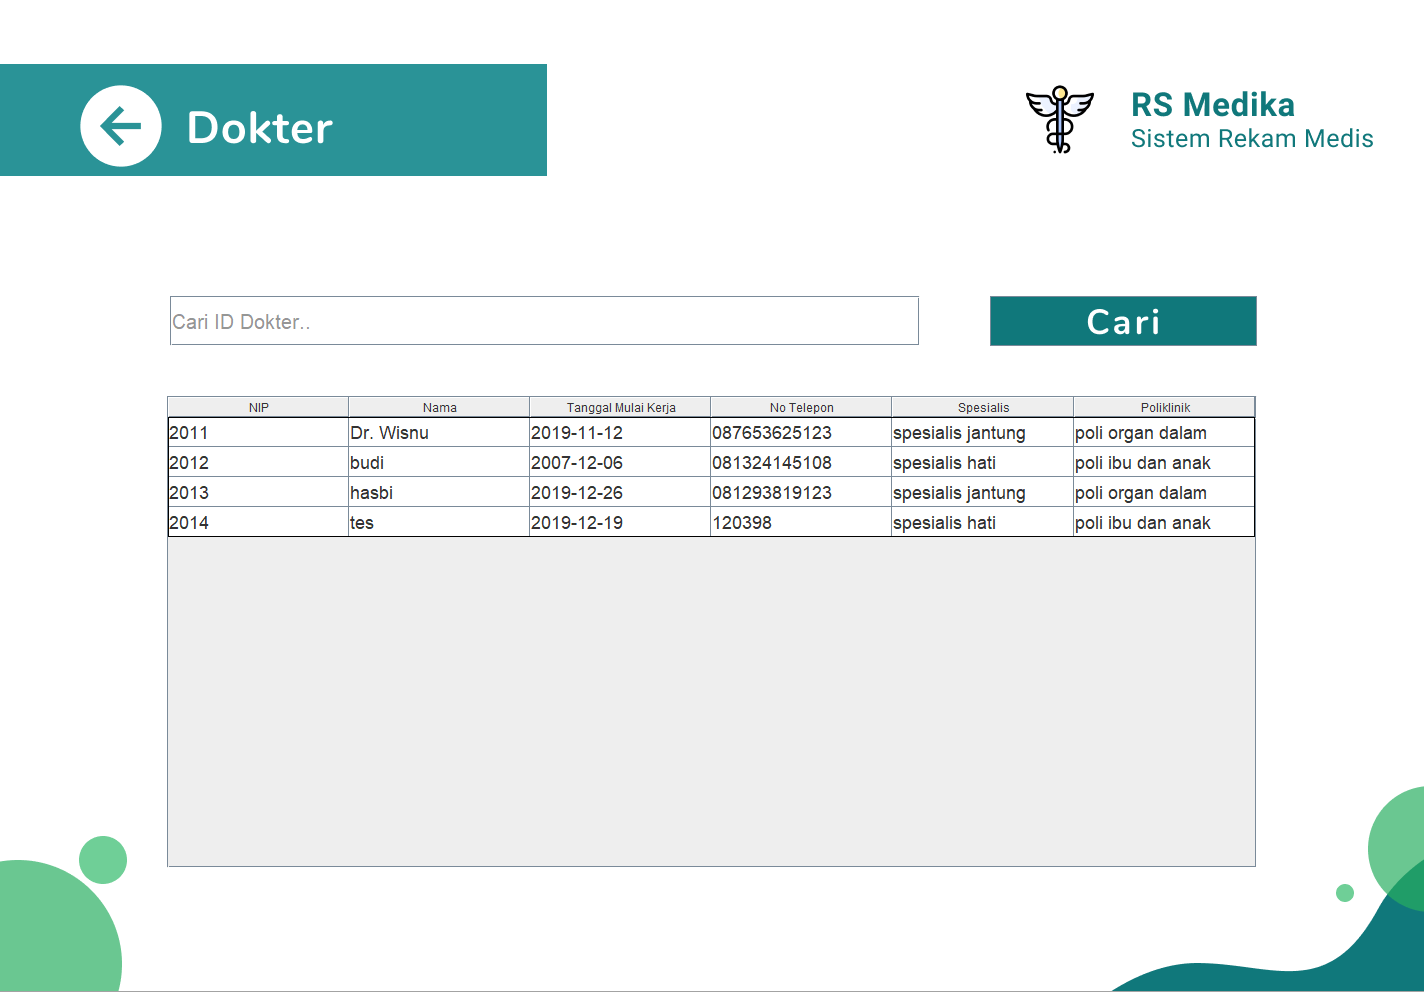 Dokter
RS Medika
Sistem Rekam Medis
Cari ID Dokter..
Cari
NIP Nama Tanggal Mulai Kerja No Telepon Spesialis Poliklinik
2011 Dr. Wisnu 2019-11-12 087653625123 spesialis jantung poli organ dalam
2012 budi 2007-12-06 081324145108 spesialis hati poli ibu dan anak
2013 hasbi 2019-12-26 081293819123 spesialis jantung poli organ dalam
2014 tes 2019-12-19 120398 spesialis hati poli ibu dan anak